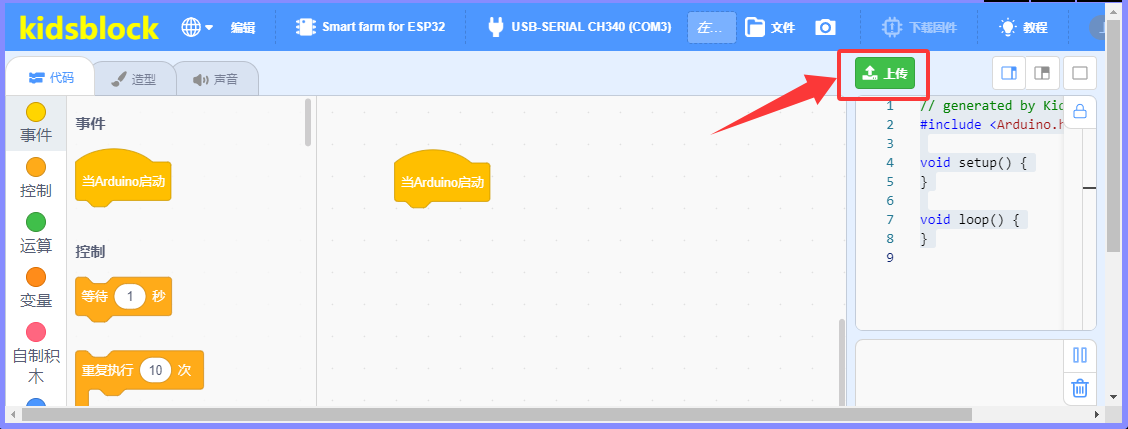 kidsblock
编辑
Smart farm for ESP32
USB-SERIAL CH340 (COM3)
在...
文件
下载固件
教程
代码
造型
声音
上传
事件
控制
运算
变量
自制积
木
事件
当Arduino启动
控制
等待 1 秒
重复执行 10 次
当Arduino启动
1 // generated by Kid
2 #include <Arduino.h
3
4 void setup() {
5 }
6
7 void loop() {
8 }
9